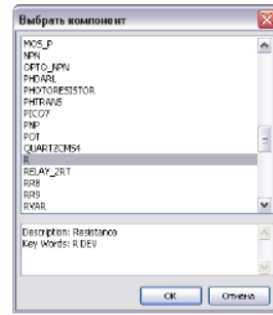 Выбрать компонент
MOS_P
NPN
OPTO_NPN
PHDARL
PHOTORESISTOR
PHTRANS
PICO7
PNP
POT
QUARTZCMS4
R
RELAY_2RT
RR8
RR9
RVAR
Description: Resistance
Key Words: R DEV
OK
Отмена